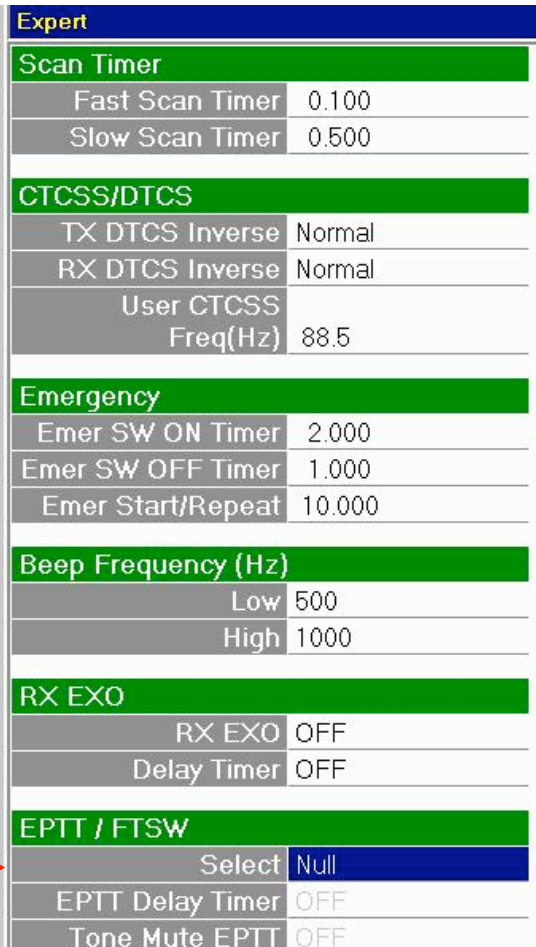 Expert
Scan Timer
Fast Scan Timer 0.100
Slow Scan Timer 0.500
CTCSS/DTCS
TX DTCS Inverse Normal
RX DTCS Inverse Normal
User CTCSS
Freq(Hz) 88.5
Emergency
Emer SW ON Timer 2.000
Emer SW OFF Timer 1.000
Emer Start/Repeat 10.000
Beep Frequency (Hz)
Low 500
High 1000
RX EXO
RX EXO OFF
Delay Timer OFF
EPTT / FTSW
Select Null
EPTT Delay Timer OFF
Tone Mute EPTT OFF